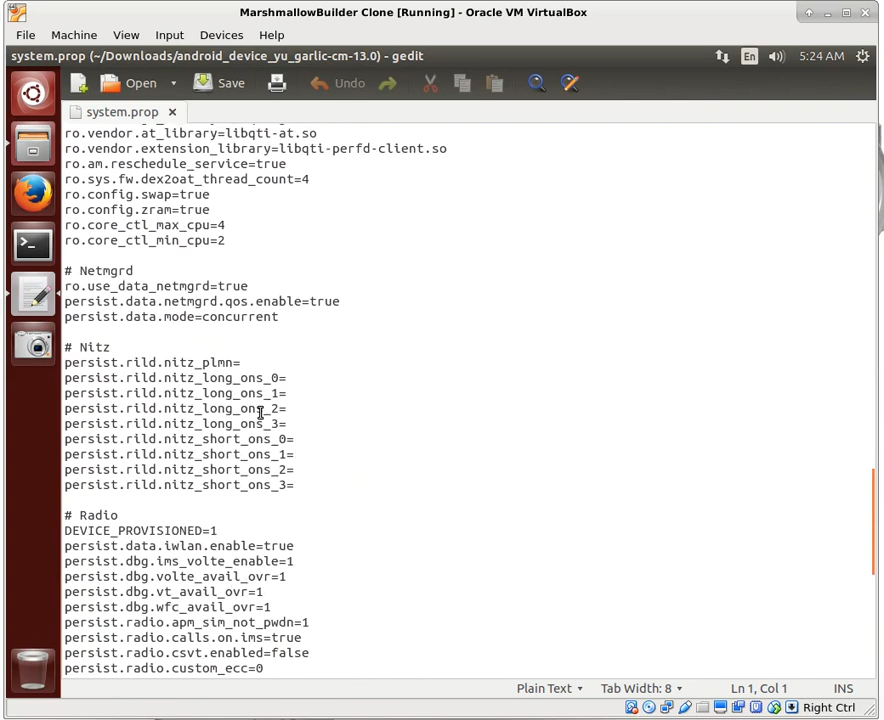 MarshmallowBuilder Clone [Running] - Oracle VM VirtualBox
File Machine View Input Devices Help
system.prop (~/Downloads/android_device_yu_garlic-cm-13.0) - gedit En 5:24 AM
Open Save Undo
system.prop
ro.vendor.at_library=libqti-at.so
ro.vendor.extension_library=libqti-perfd-client.so
ro.am.reschedule_service=true
ro.sys.fw.dex2oat_thread_count=4
ro.config.swap=true
ro.config.zram=true
ro.core_ctl_max_cpu=4
ro.core_ctl_min_cpu=2
# Netmgrd
ro.use_data_netmgrd=true
persist.data.netmgrd.qos.enable=true
persist.data.mode=concurrent
# Nitz
persist.rild.nitz_plmn=
persist.rild.nitz_long_ons_0=
persist.rild.nitz_long_ons_1=
persist.rild.nitz_long_ons_2=
persist.rild.nitz_long_ons_3=
persist.rild.nitz_short_ons_0=
persist.rild.nitz_short_ons_1=
persist.rild.nitz_short_ons_2=
persist.rild.nitz_short_ons_3=
# Radio
DEVICE_PROVISIONED=1
persist.data.iwlan.enable=true
persist.dbg.ims_volte_enable=1
persist.dbg.volte_avail_ovr=1
persist.dbg.vt_avail_ovr=1
persist.dbg.wfc_avail_ovr=1
persist.radio.apm_sim_not_pwdn=1
persist.radio.calls.on.ims=true
persist.radio.csvt.enabled=false
persist.radio.custom_ecc=0
Plain Text Tab Width: 8 Ln 1, Col 1 INS
Right Ctrl